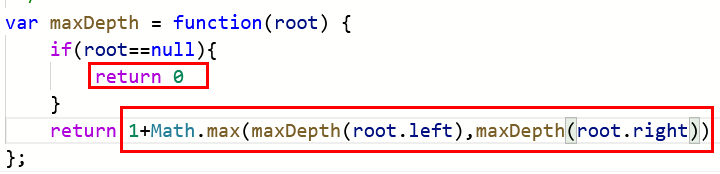 var maxDepth = function(root) {
    if(root==null){
        return 0
    }
    return 1+Math.max(maxDepth(root.left),maxDepth(root.right))
};